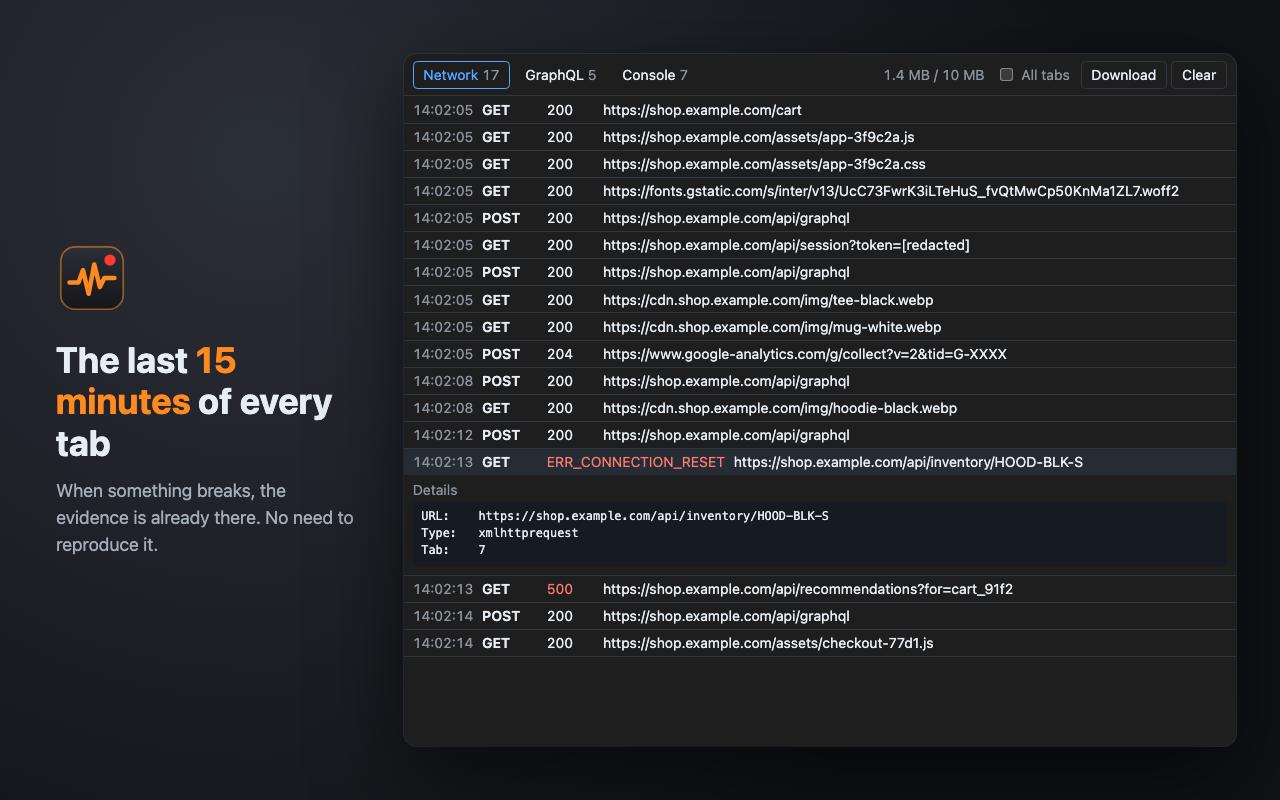 The last 15
minutes of every
tab
When something breaks, the
evidence is already there. No need to
reproduce it.
Network 17 GraphQL 5 Console 7 1.4 MB / 10 MB All tabs Download Clear
14:02:05 GET 200 https://shop.example.com/cart
14:02:05 GET 200 https://shop.example.com/assets/app-3f9c2a.js
14:02:05 GET 200 https://shop.example.com/assets/app-3f9c2a.css
14:02:05 GET 200 https://fonts.gstatic.com/s/inter/v13/UcC73FwrK3iLTeHuS_fvQtMwCp50KnMa1ZL7.woff2
14:02:05 POST 200 https://shop.example.com/api/graphql
14:02:05 GET 200 https://shop.example.com/api/session?token=[redacted]
14:02:05 POST 200 https://shop.example.com/api/graphql
14:02:05 GET 200 https://cdn.shop.example.com/img/tee-black.webp
14:02:05 GET 200 https://cdn.shop.example.com/img/mug-white.webp
14:02:05 POST 204 https://www.google-analytics.com/g/collect?v=2&tid=G-XXXX
14:02:08 POST 200 https://shop.example.com/api/graphql
14:02:08 GET 200 https://cdn.shop.example.com/img/hoodie-black.webp
14:02:12 POST 200 https://shop.example.com/api/graphql
14:02:13 GET ERR_CONNECTION_RESET https://shop.example.com/api/inventory/HOOD-BLK-S
Details
URL: https://shop.example.com/api/inventory/HOOD-BLK-S
Type: xmlhttprequest
Tab: 7
14:02:13 GET 500 https://shop.example.com/api/recommendations?for=cart_91f2
14:02:14 POST 200 https://shop.example.com/api/graphql
14:02:14 GET 200 https://shop.example.com/assets/checkout-77d1.js